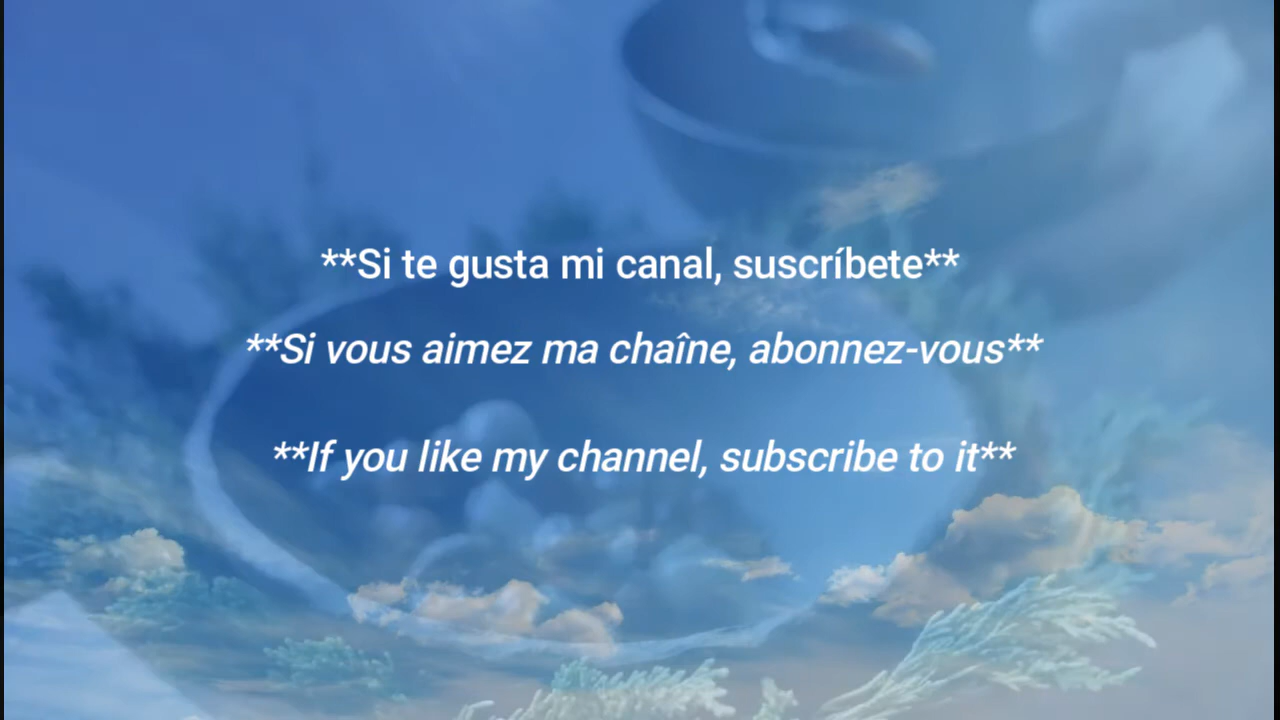 **Si te gusta mi canal, suscríbete**
**Si vous aimez ma chaîne, abonnez-vous**
**If you like my channel, subscribe to it**